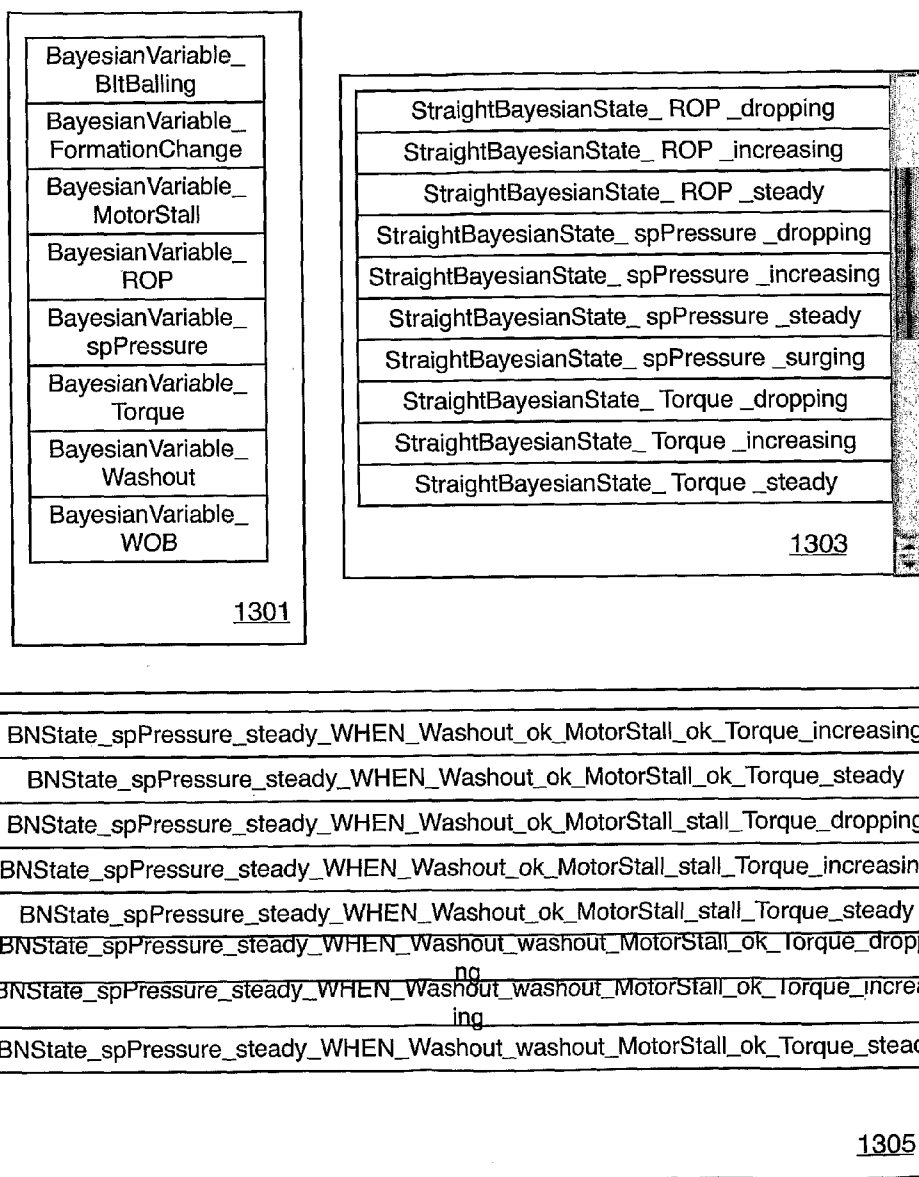 BayesianVariable_
BItBalling
BayesianVariable_
FormationChange
BayesianVariable_
MotorStall
BayesianVariable_
ROP
BayesianVariable_
spPressure
BayesianVariable_
Torque
BayesianVariable_
Washout
BayesianVariable_
WOB
1301
StraightBayesianState_ ROP _dropping
StraightBayesianState_ ROP _increasing
StraightBayesianState_ ROP _steady
StraightBayesianState_ spPressure _dropping
StraightBayesianState_ spPressure _increasing
StraightBayesianState_ spPressure _steady
StraightBayesianState_ spPressure _surging
StraightBayesianState_ Torque _dropping
StraightBayesianState_ Torque _increasing
StraightBayesianState_ Torque _steady
1303
BNState_spPressure_steady_WHEN_Washout_ok_MotorStall_ok_Torque_increasing
BNState_spPressure_steady_WHEN_Washout_ok_MotorStall_ok_Torque_steady
BNState_spPressure_steady_WHEN_Washout_ok_MotorStall_stall_Torque_dropping
BNState_spPressure_steady_WHEN_Washout_ok_MotorStall_stall_Torque_increasin
BNState_spPressure_steady_WHEN_Washout_ok_MotorStall_stall_Torque_steady
BNState_spPressure_steady_WHEN_Washout_washout_MotorStall_ok_Torque_dropp
ng
BNState_spPressure_steady_WHEN_Washout_washout_MotorStall_ok_Torque_increa
ing
BNState_spPressure_steady_WHEN_Washout_washout_MotorStall_ok_Torque_stead
1305